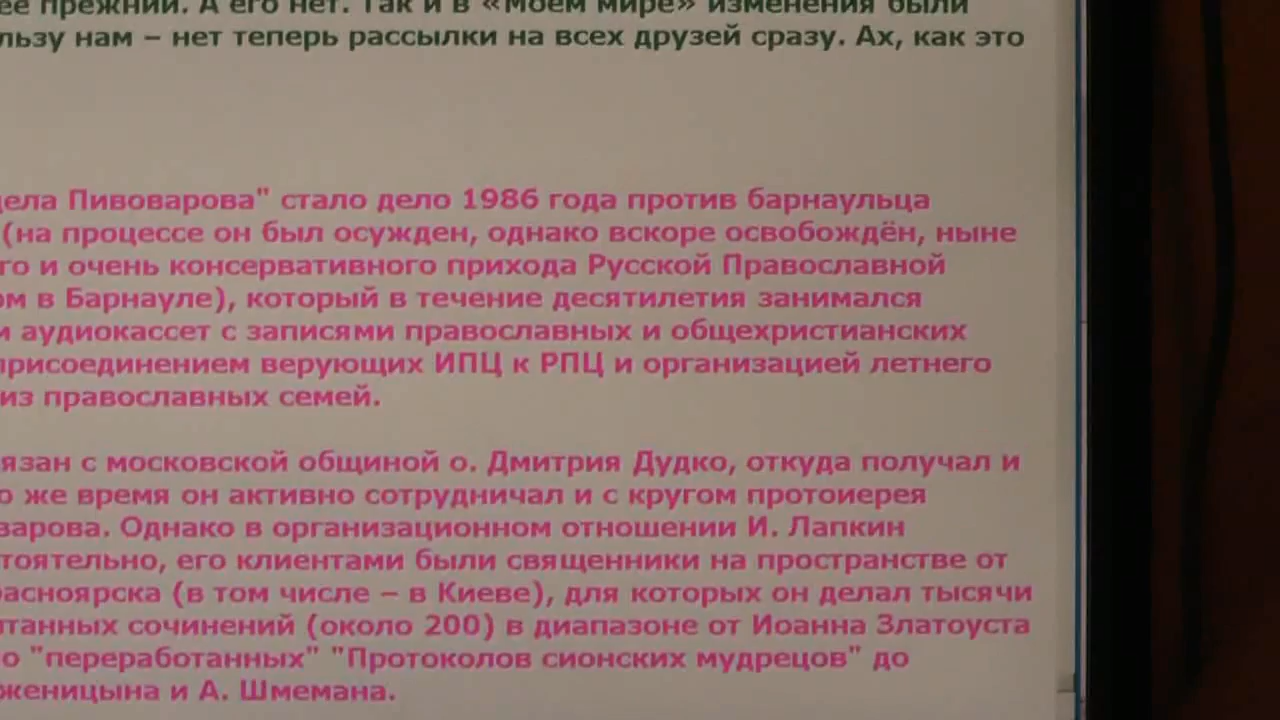 ее прежний. А его нет. Так и в «Моем мире» изменения были
льзу нам – нет теперь рассылки на всех друзей сразу. Ах, как это
дела Пивоварова" стало дело 1986 года против барнаульца
(на процессе он был осужден, однако вскоре освобождён, ныне
го и очень консервативного прихода Русской Православной
ом в Барнауле), который в течение десятилетия занимался
и аудиокассет с записями православных и общехристианских
присоединением верующих ИПЦ к РПЦ и организацией летнего
из православных семей.
язан с московской общиной о. Дмитрия Дудко, откуда получал и
о же время он активно сотрудничал и с кругом протоиерея
варова. Однако в организационном отношении И. Лапкин
тоятельно, его клиентами были священники на пространстве от
расноярска (в том числе – в Киеве), для которых он делал тысячи
танных сочинений (около 200) в диапазоне от Иоанна Златоуста
о "переработанных" "Протоколов сионских мудрецов" до
женицына и А. Шмемана.